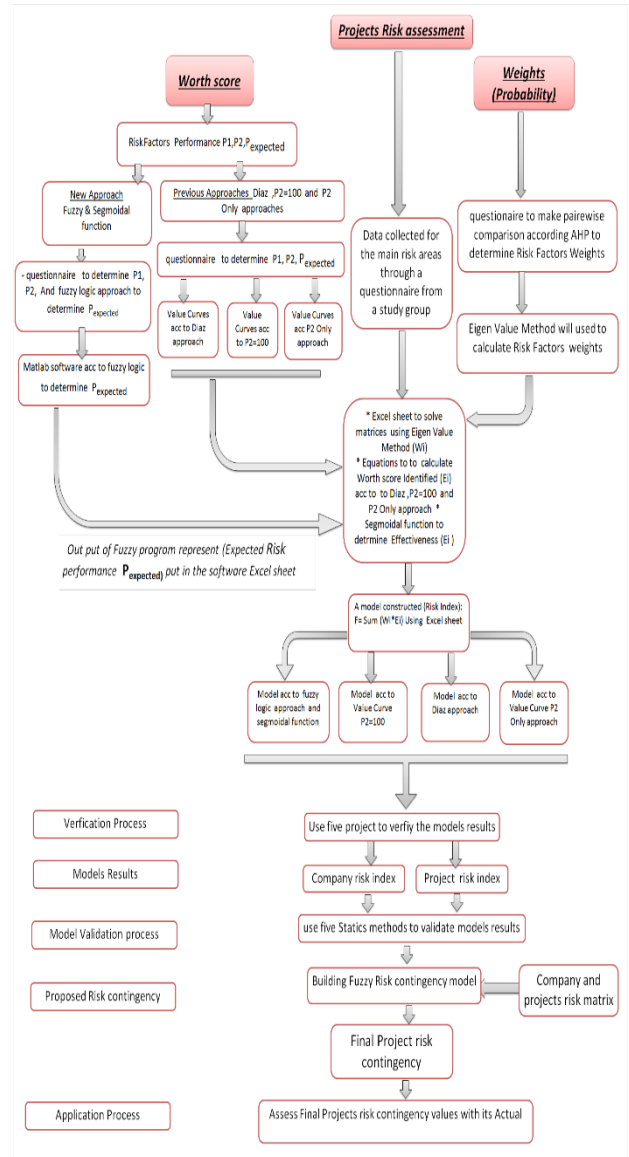 Projects Risk assessment
Worth score
Weights
(Probability)
RiskFactors Performance P1,P2,Pexpected
New Approach
Fuzzy & Segmoidal
function
Previous Approaches Diaz ,P2=100 and P2
Only approaches
- questionnaire to determine P1,
P2, And fuzzy logic approach to
determine Pexpected
questionnaire to determine P1, P2, Pexpected
Value Curves
acc to Diaz
approach
Value
Curves acc
to P2=100
Value Curves
acc P2 Only
approach
Matlab software acc to fuzzy logic
to determine Pexpected
Data collected for
the main risk areas
through a
questionnaire from
a study group
questionaire to make pairewise
comparison according AHP to
determine Risk Factors Weights
Eigen Value Method will used to
calculate Risk Factors weights
* Excel sheet to solve
matrices using Eigen Value
Method (Wi)
* Equations to to calculate
Worth score Identified (Ei)
acc to to Diaz ,P2=100 and
P2 Only approach *
Segmoidal function to
detrmine Effectiveness (Ei )
Out put of Fuzzy program represent (Expected Risk
performance Pexpected) put in the software Excel sheet
A model constructed (Risk Index):
F= Sum (Wi*Ei) Using Excel sheet
Model acc to fuzzy
logic approach and
segmoidal function
Model acc to
Value Curve
P2=100
Model acc to
Diaz approach
Model acc to
Value Curve P2
Only approach
Verfication Process
Use five project to verfiy the models results
Models Results
Company risk index
Project risk index
Model Validation process
use five Statics methods to validate models results
Proposed Risk contingency
Building Fuzzy Risk contingency model
Company and
projects risk matrix
Final Project risk
contingency
Application Process
Assess Final Projects risk contingency values with its Actual